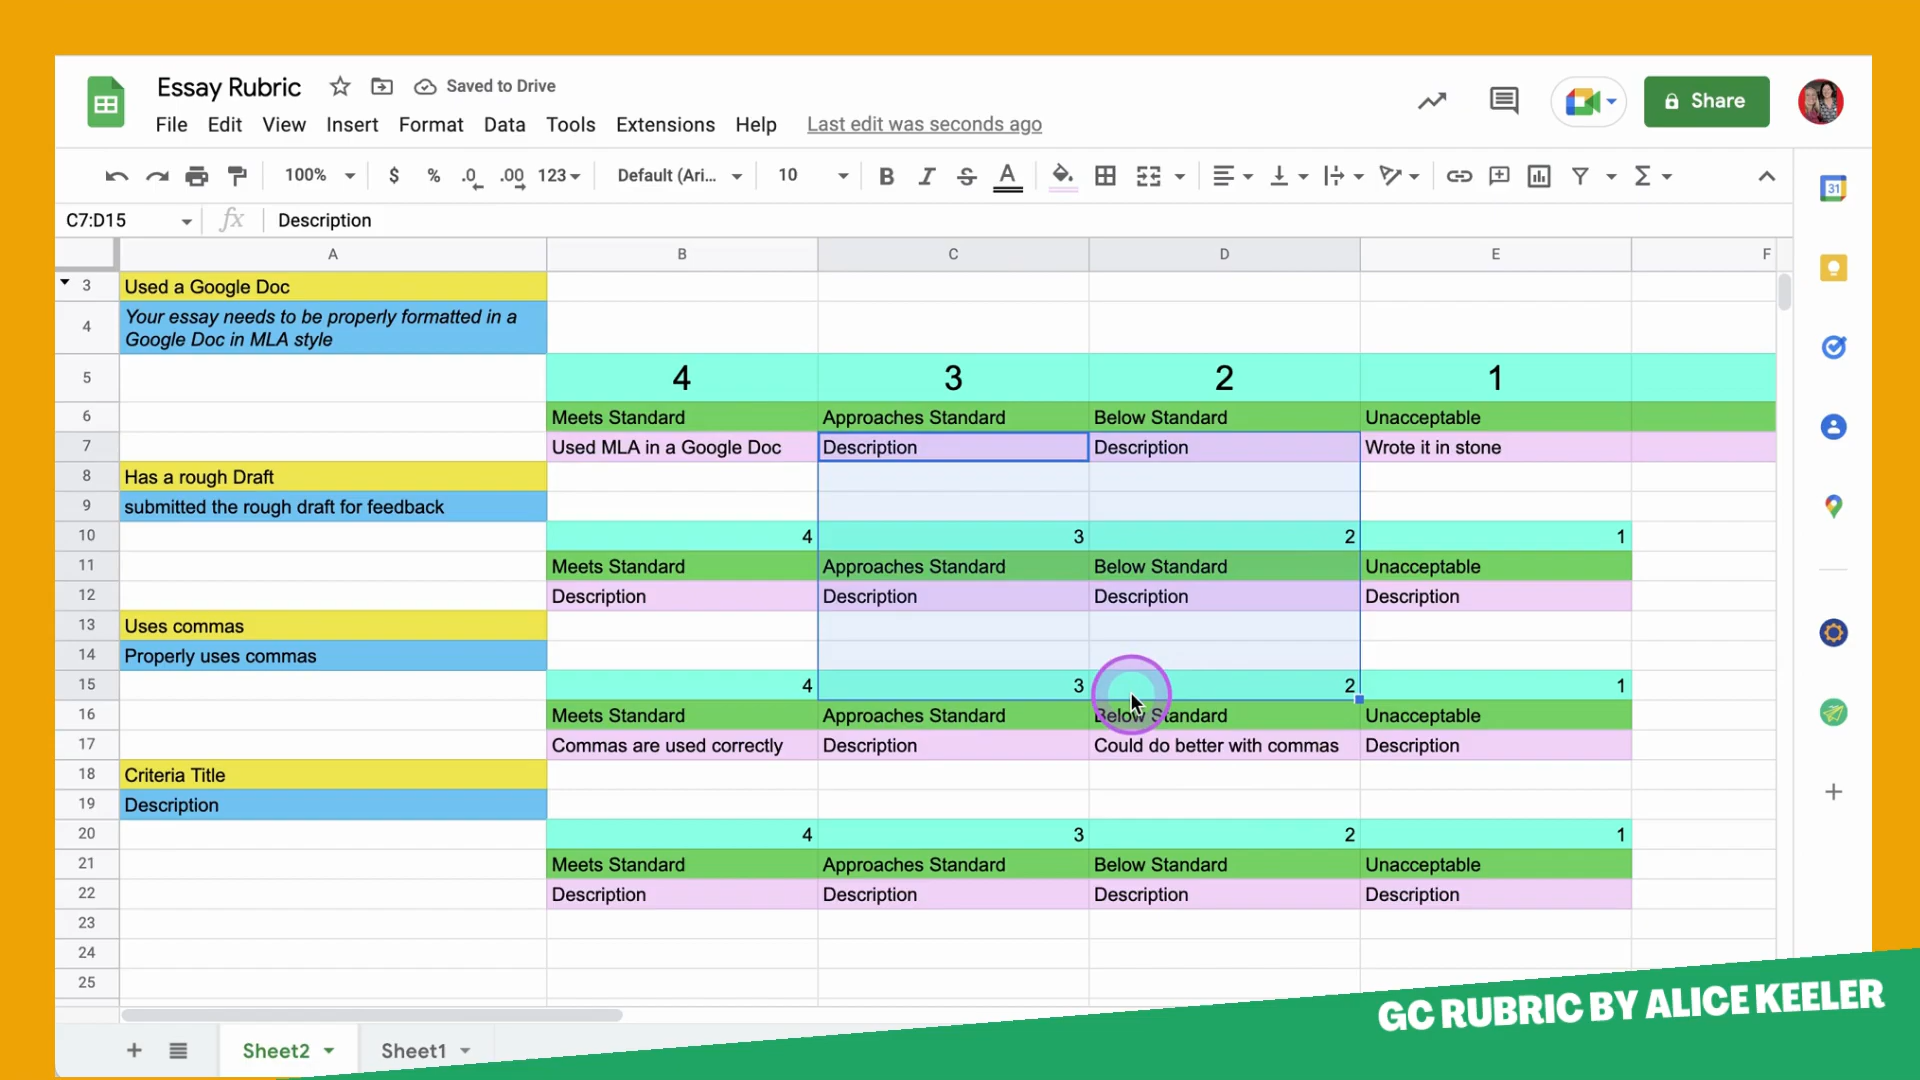 Essay Rubric Saved to Drive
File Edit View Insert Format Data Tools Extensions Help Last edit was seconds ago
Share
100% $ % .0 .00 123 Default (Ari... 10 B I S A Σ
31
C7:D15 fx Description
A B C D E F
3 Used a Google Doc
4 Your essay needs to be properly formatted in a
Google Doc in MLA style
5 4 3 2 1
6 Meets Standard Approaches Standard Below Standard Unacceptable
7 Used MLA in a Google Doc Description Description Wrote it in stone
8 Has a rough Draft
9 submitted the rough draft for feedback
10 4 3 2 1
11 Meets Standard Approaches Standard Below Standard Unacceptable
12 Description Description Description Description
13 Uses commas
14 Properly uses commas
15 4 3 2 1
16 Meets Standard Approaches Standard Below Standard Unacceptable
17 Commas are used correctly Description Could do better with commas Description
18 Criteria Title
19 Description
20 4 3 2 1
21 Meets Standard Approaches Standard Below Standard Unacceptable
22 Description Description Description Description
23
24
25
GC RUBRIC BY ALICE KEELER
+ Sheet2 Sheet1